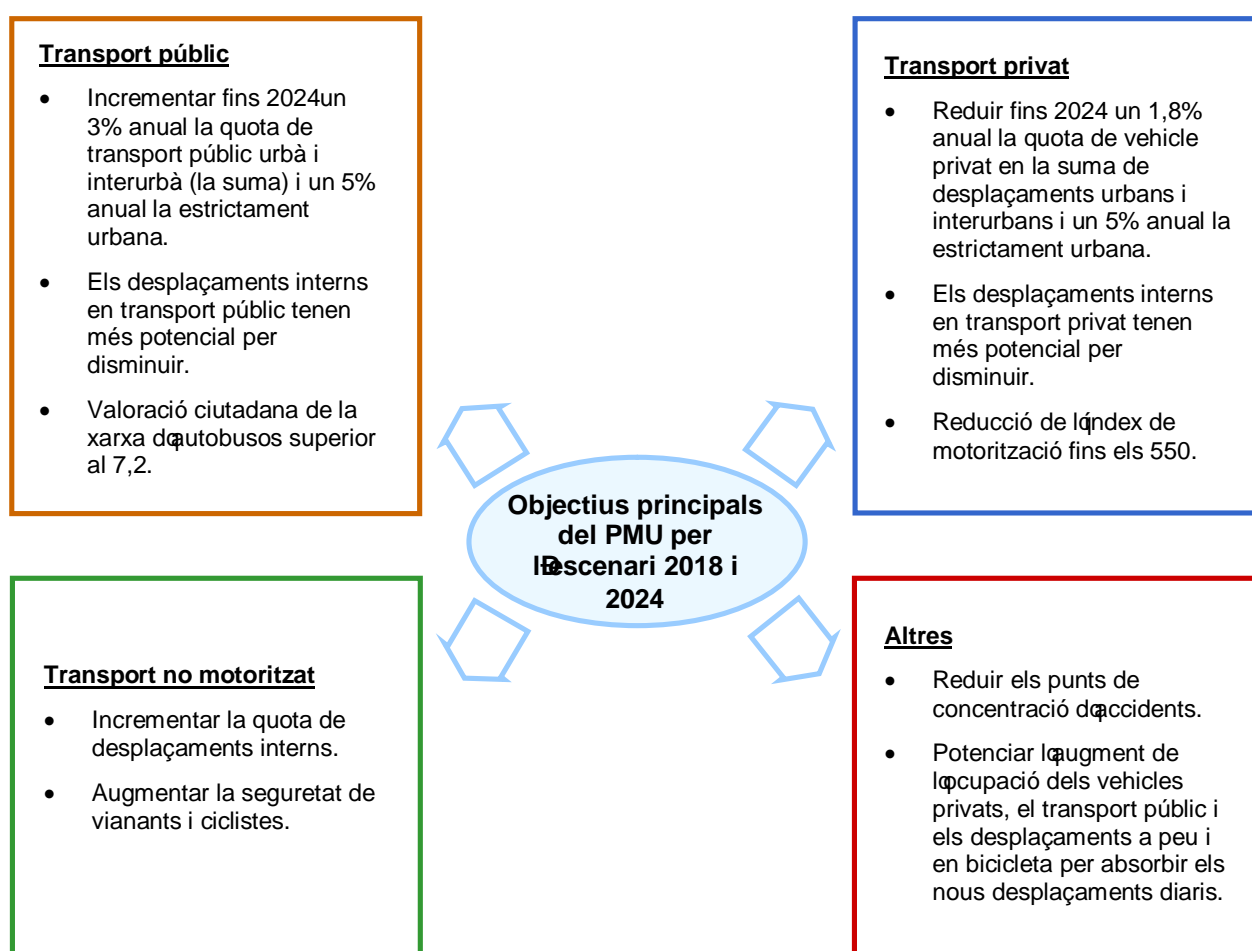 Transport públic
• Incrementar fins 2024un
3% anual la quota de
transport públic urbà i
interurbà (la suma) i un 5%
anual la estrictament
urbana.
• Els desplaçaments interns
en transport públic tenen
més potencial per
disminuir.
• Valoració ciutadana de la
xarxa dqautobusos superior
al 7,2.
Transport privat
• Reduir fins 2024 un 1,8%
anual la quota de vehicle
privat en la suma de
desplaçaments urbans i
interurbans i un 5% anual la
estrictament urbana.
• Els desplaçaments interns
en transport privat tenen
més potencial per
disminuir.
• Reducció de lqíndex de
motorització fins els 550.
Objectius principals
del PMU per
lÐescenari 2018 i
2024
Transport no motoritzat
• Incrementar la quota de
desplaçaments interns.
• Augmentar la seguretat de
vianants i ciclistes.
Altres
• Reduir els punts de
concentració dqaccidents.
• Potenciar lqaugment de
lqocupació dels vehicles
privats, el transport públic i
els desplaçaments a peu i
en bicicleta per absorbir els
nous desplaçaments diaris.